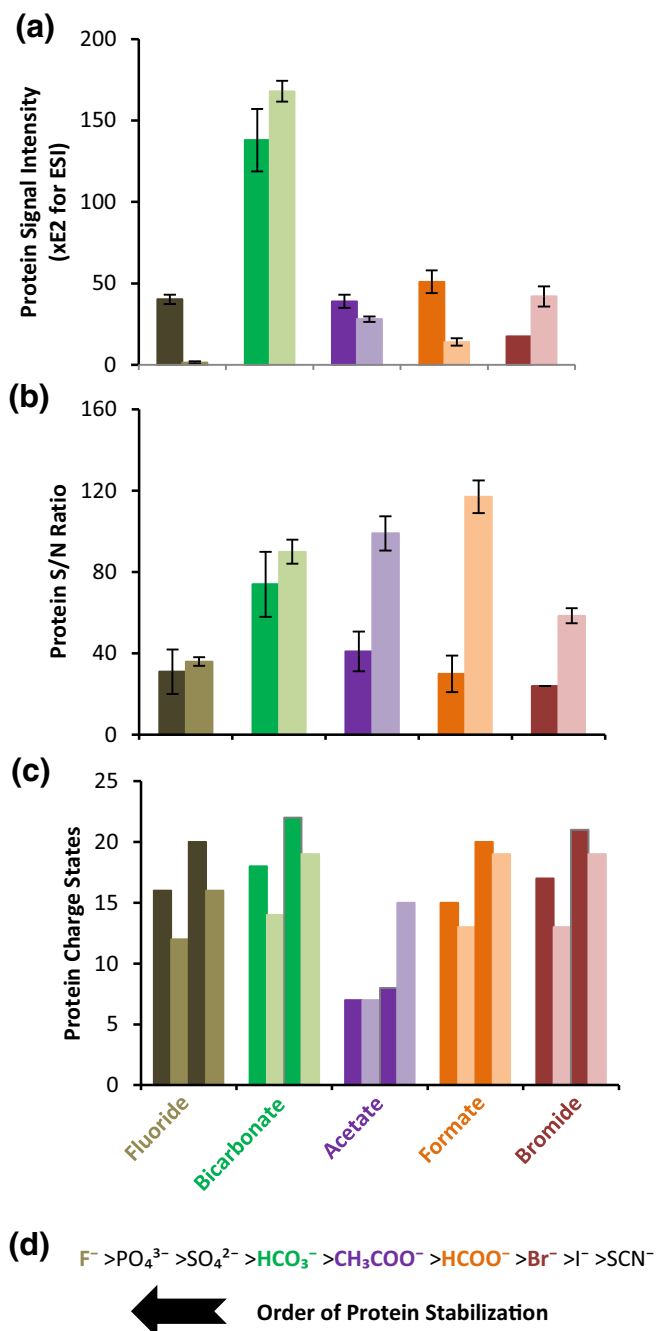 (a)
Protein Signal Intensity
(xE2 for ESI)
200
150
100
50
0
(b)
Protein S/N Ratio
160
120
80
40
0
(c)
Protein Charge States
25
20
15
10
5
0
Fluoride
Bicarbonate
Acetate
Formate
Bromide
(d) F⁻ >PO₄³⁻ >SO₄²⁻ >HCO₃⁻ >CH₃COO⁻ >HCOO⁻ >Br⁻ >I⁻ >SCN⁻
Order of Protein Stabilization